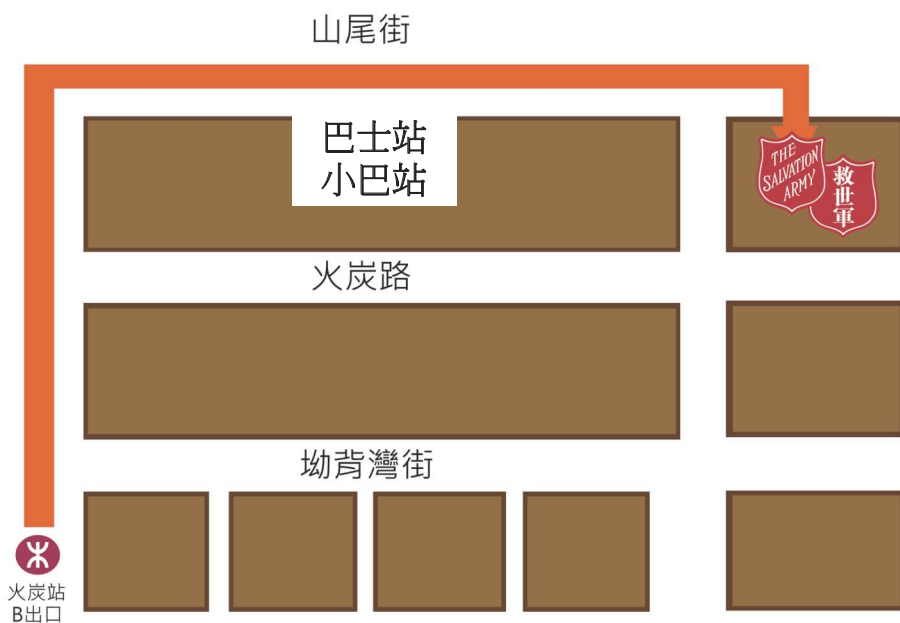 山尾街
巴士站
小巴站
THE
SALVATION
ARMY
救世軍
火炭路
坳背灣街
火炭站
B出口